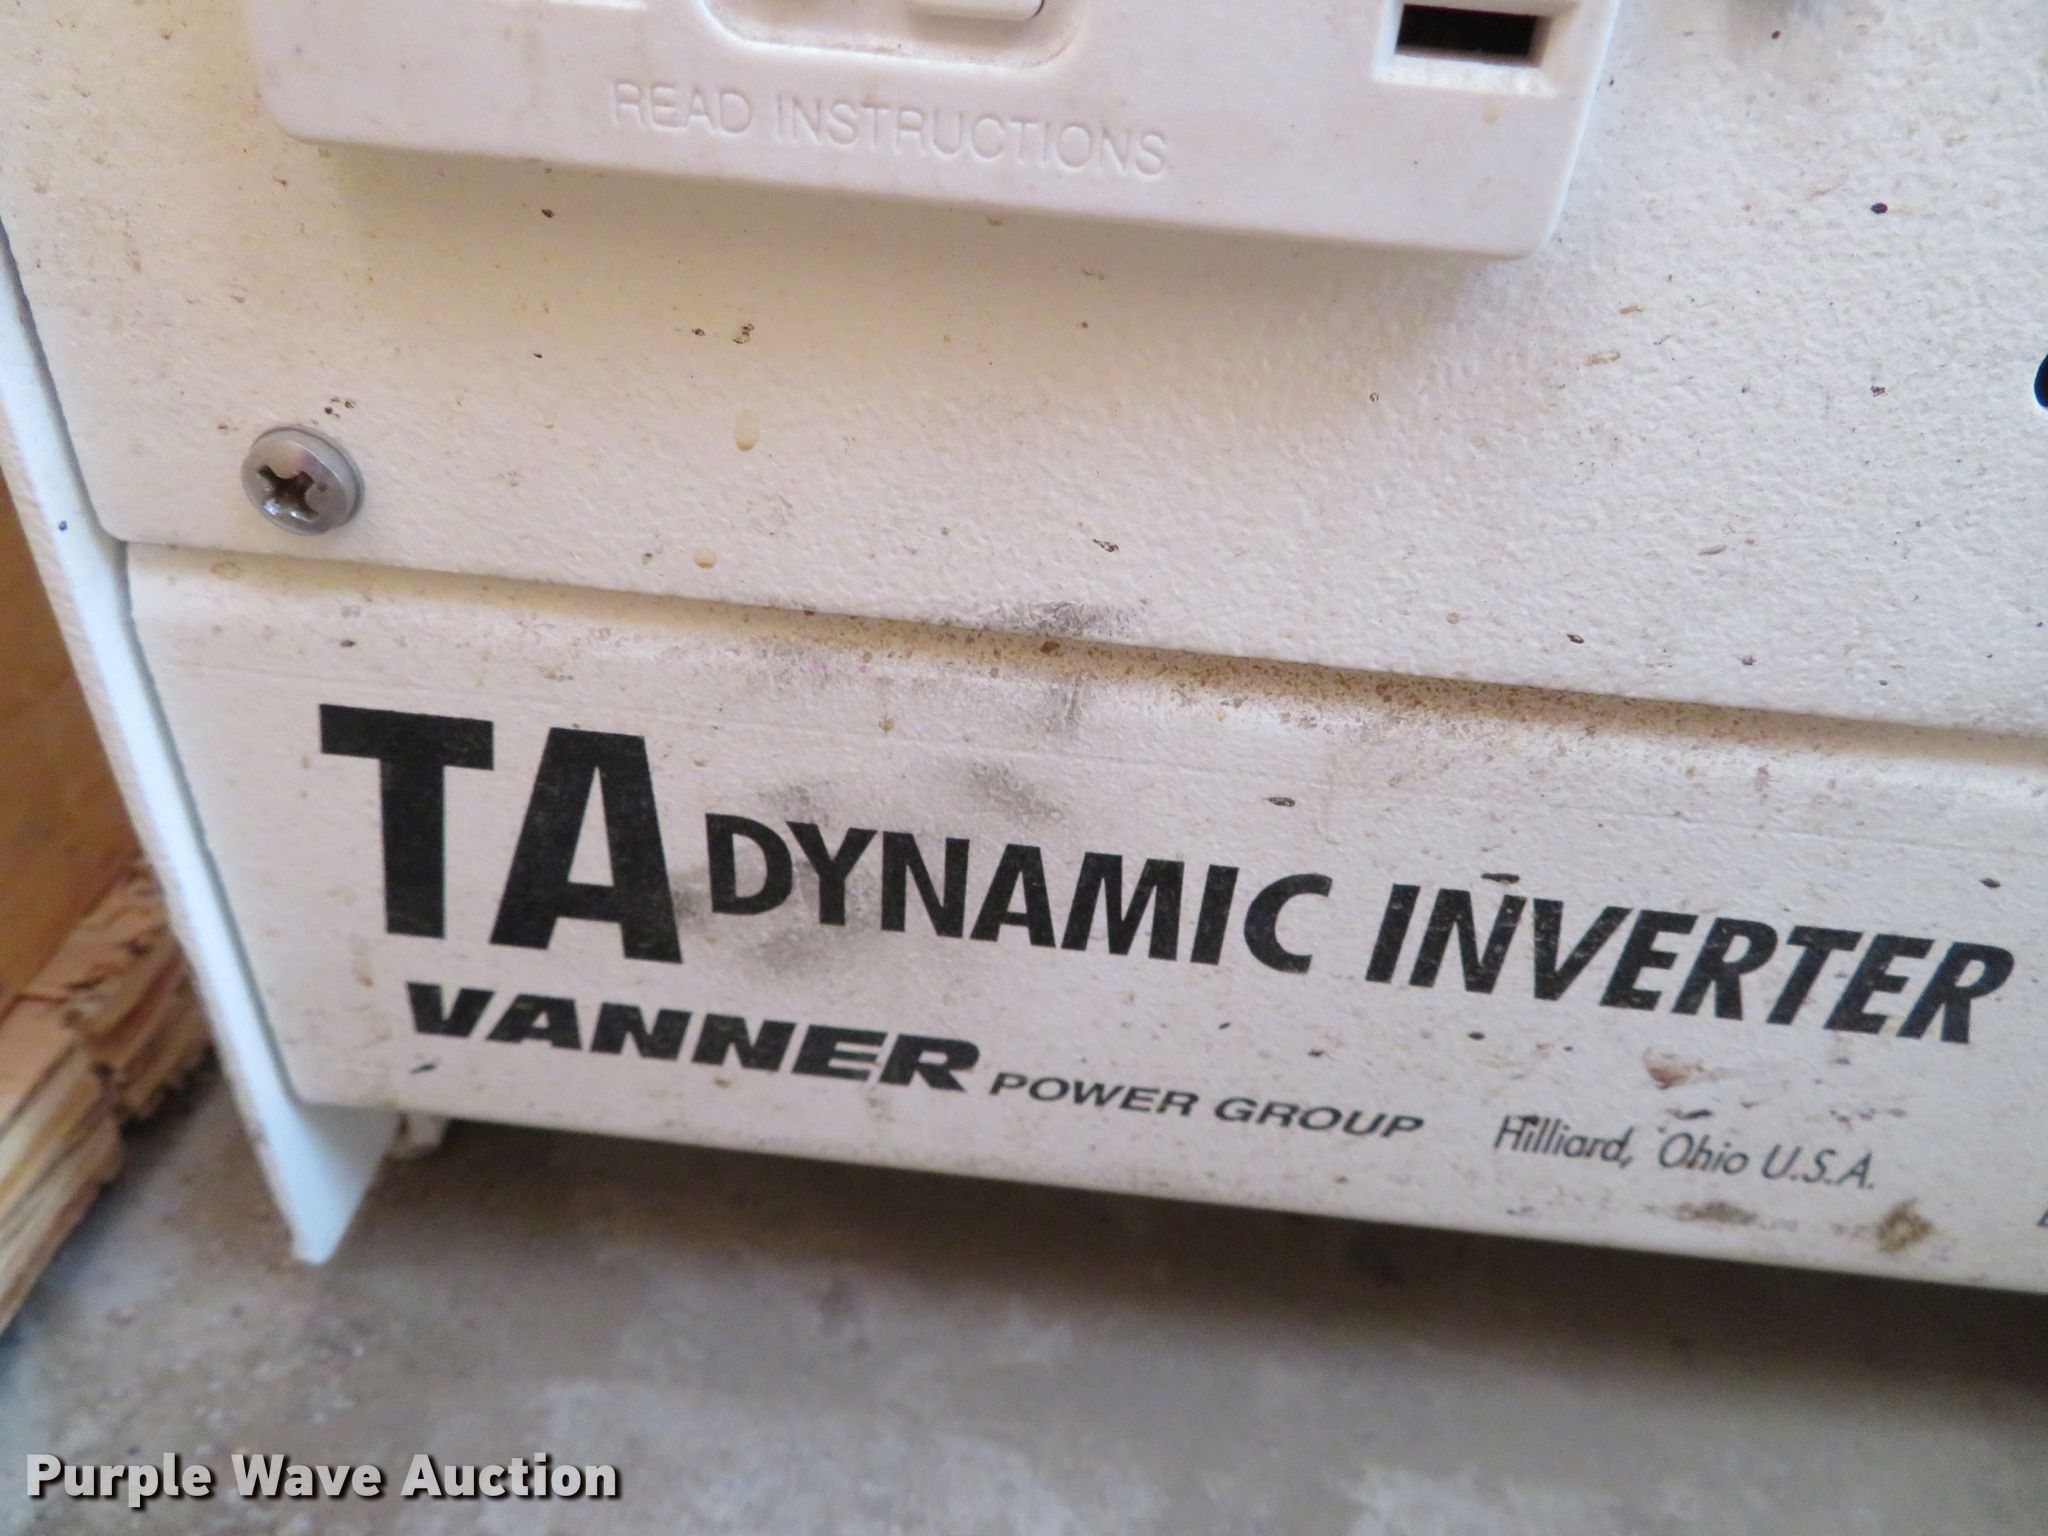 READ INSTRUCTIONS
TA DYNAMIC INVERTER
VANNER POWER GROUP Hilliard, Ohio U.S.A.
Purple Wave Auction